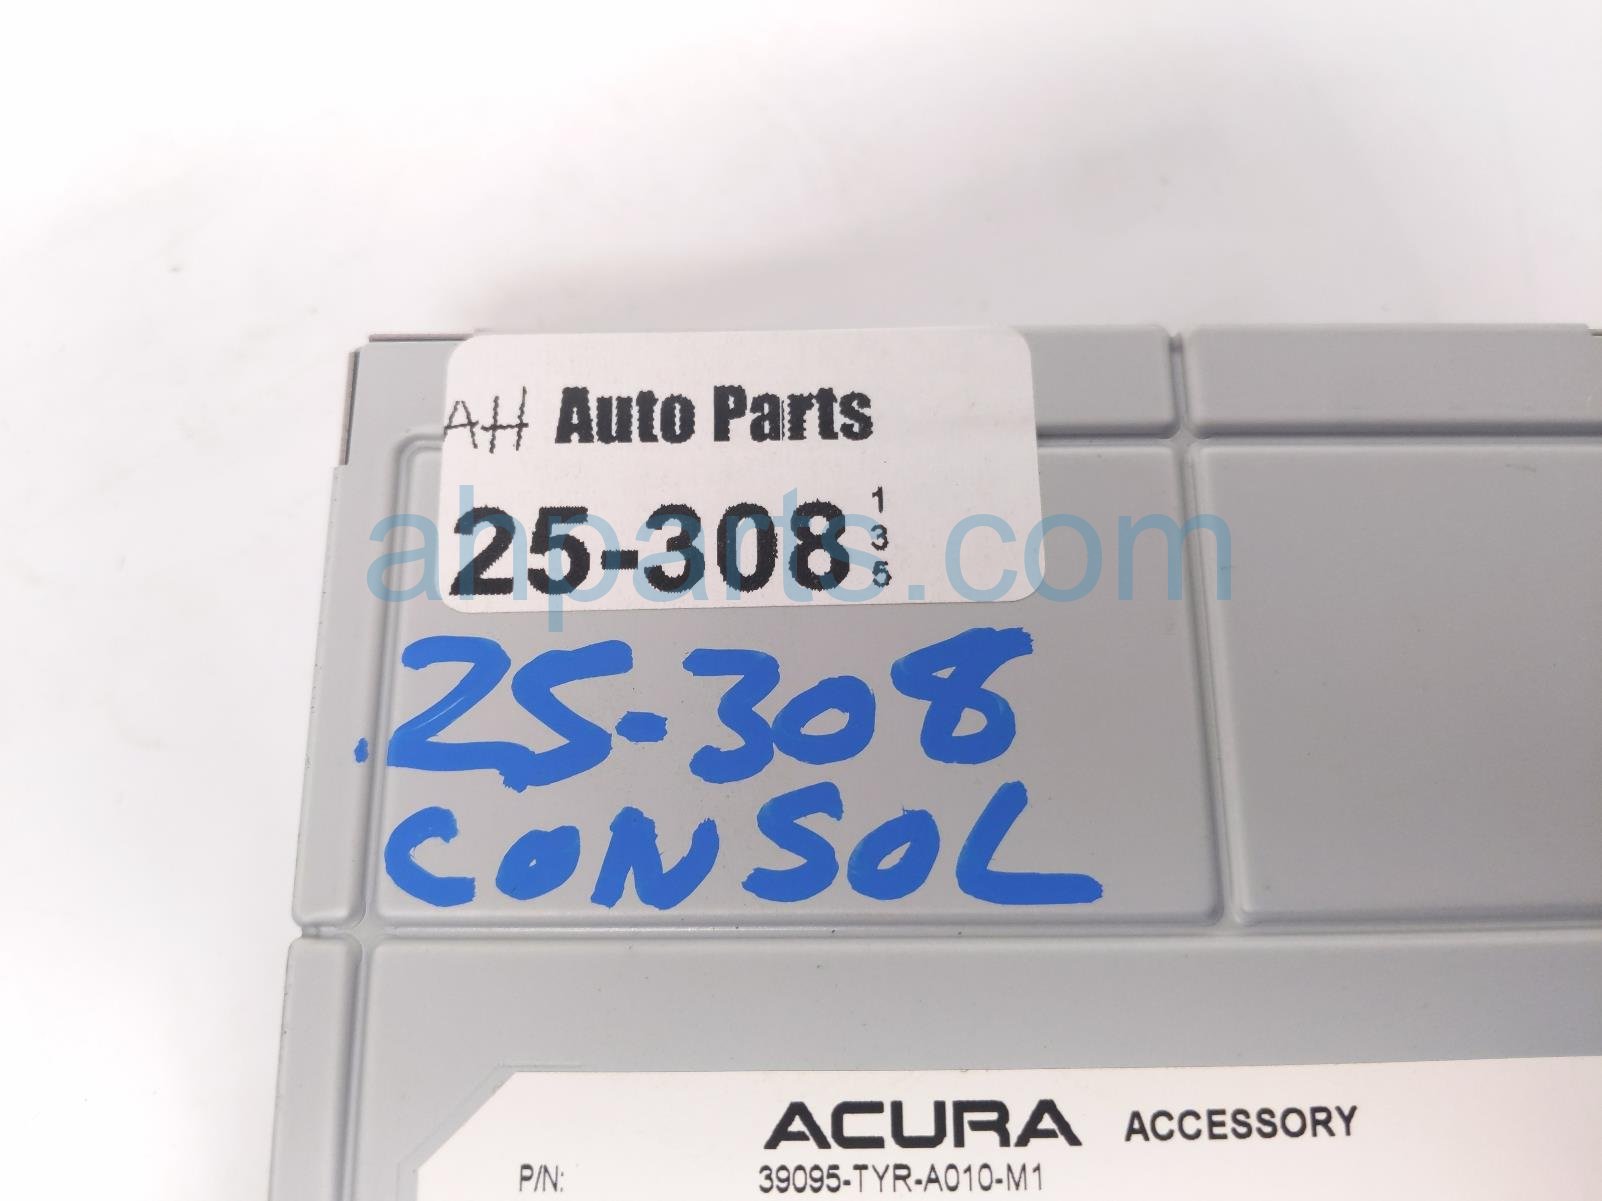 AH Auto Parts
25-308
1
3
5
ahparts.com
25-308
CONSOL
ACURA ACCESSORY
P/N: 39095-TYR-A010-M1